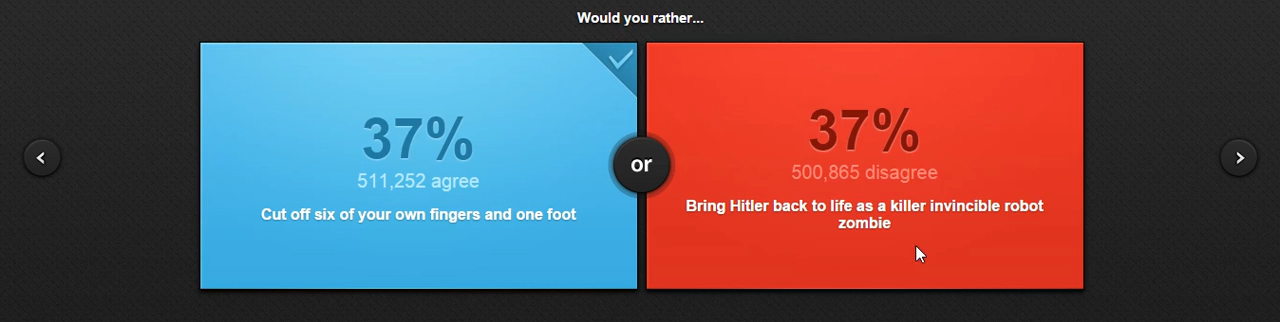 Would you rather...
37%
511,252 agree
Cut off six of your own fingers and one foot
or
37%
500,865 disagree
Bring Hitler back to life as a killer invincible robot
zombie